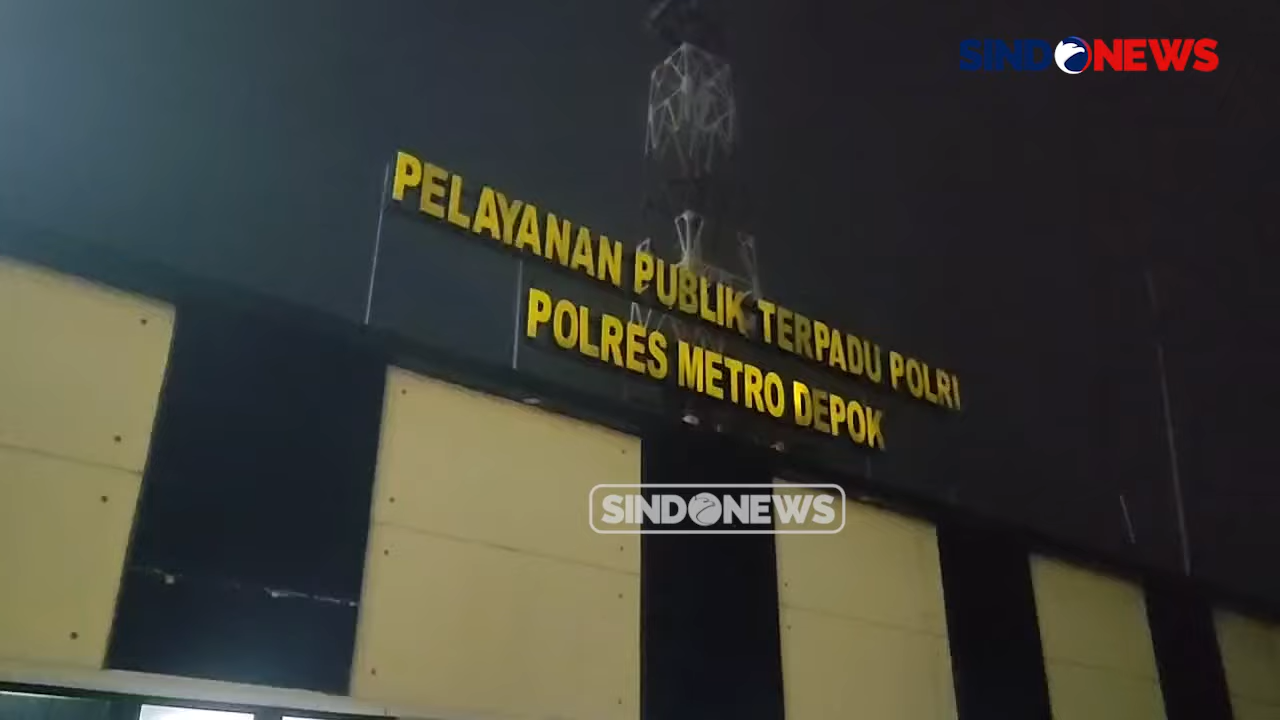 SINDONEWS
PELAYANAN PUBLIK TERPADU POLRI
POLRES METRO DEPOK
SINDONEWS